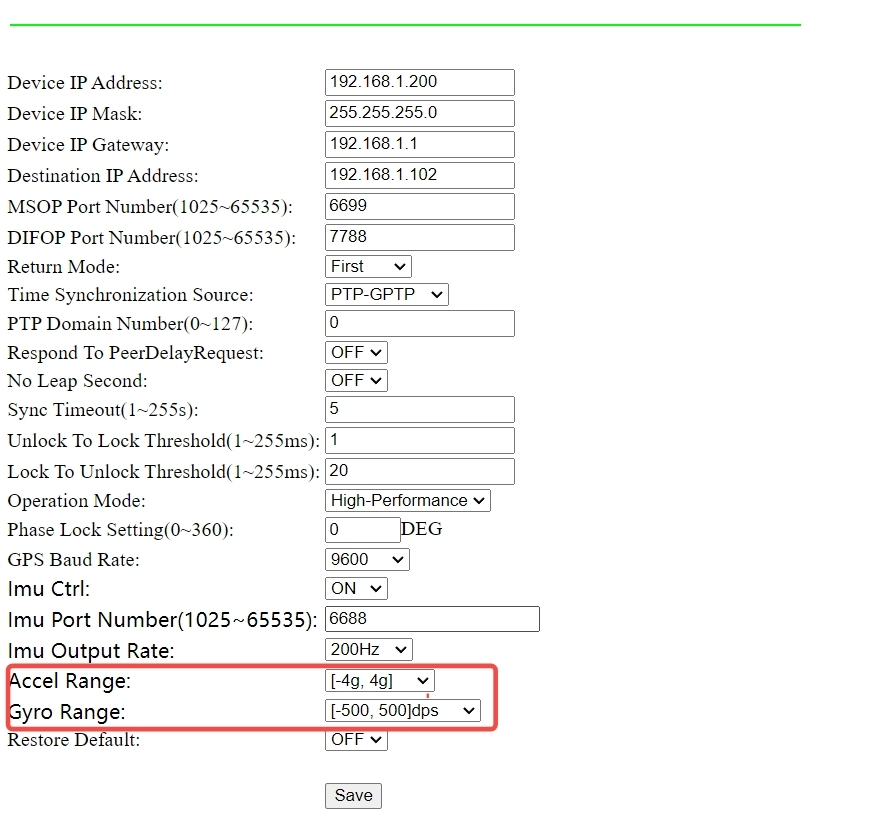 Device IP Address: 192.168.1.200
Device IP Mask: 255.255.255.0
Device IP Gateway: 192.168.1.1
Destination IP Address: 192.168.1.102
MSOP Port Number(1025~65535): 6699
DIFOP Port Number(1025~65535): 7788
Return Mode: First
Time Synchronization Source: PTP-GPTP
PTP Domain Number(0~127): 0
Respond To PeerDelayRequest: OFF
No Leap Second: OFF
Sync Timeout(1~255s): 5
Unlock To Lock Threshold(1~255ms): 1
Lock To Unlock Threshold(1~255ms): 20
Operation Mode: High-Performance
Phase Lock Setting(0~360): 0 DEG
GPS Baud Rate: 9600
Imu Ctrl: ON
Imu Port Number(1025~65535): 6688
Imu Output Rate: 200Hz
Accel Range: [-4g, 4g]
Gyro Range: [-500, 500]dps
Restore Default: OFF
Save